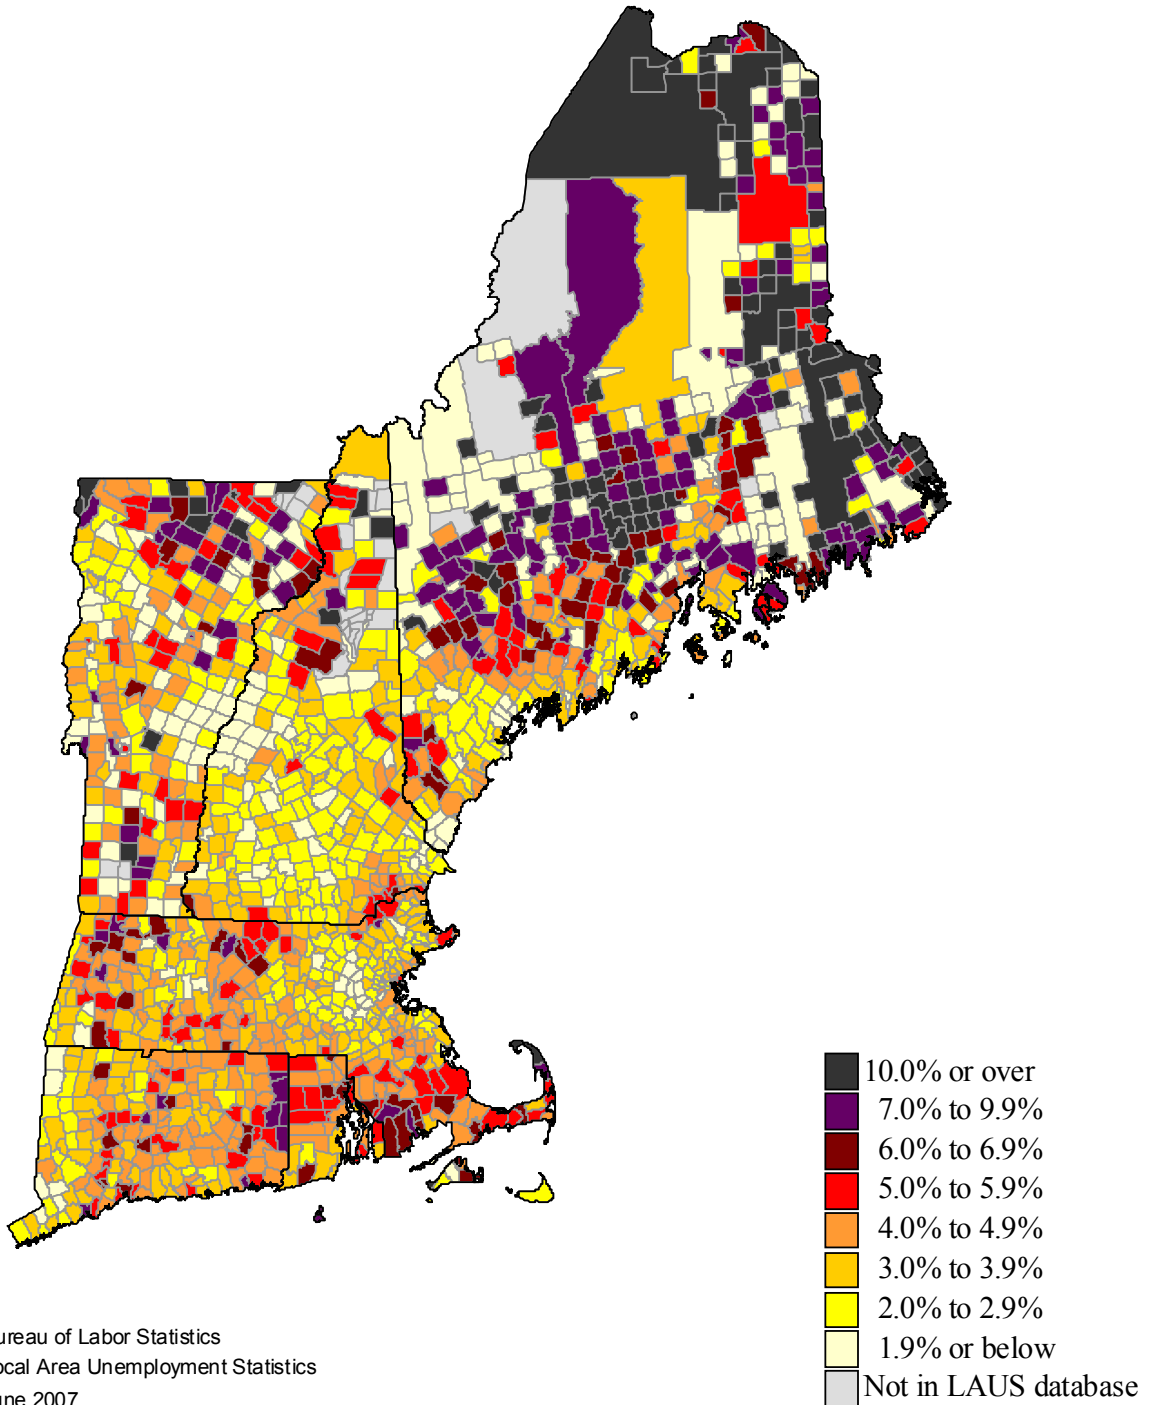 10.0% or over
7.0% to 9.9%
6.0% to 6.9%
5.0% to 5.9%
4.0% to 4.9%
3.0% to 3.9%
2.0% to 2.9%
1.9% or below
Not in LAUS database
ureau of Labor Statistics
ocal Area Unemployment Statistics
une 2007